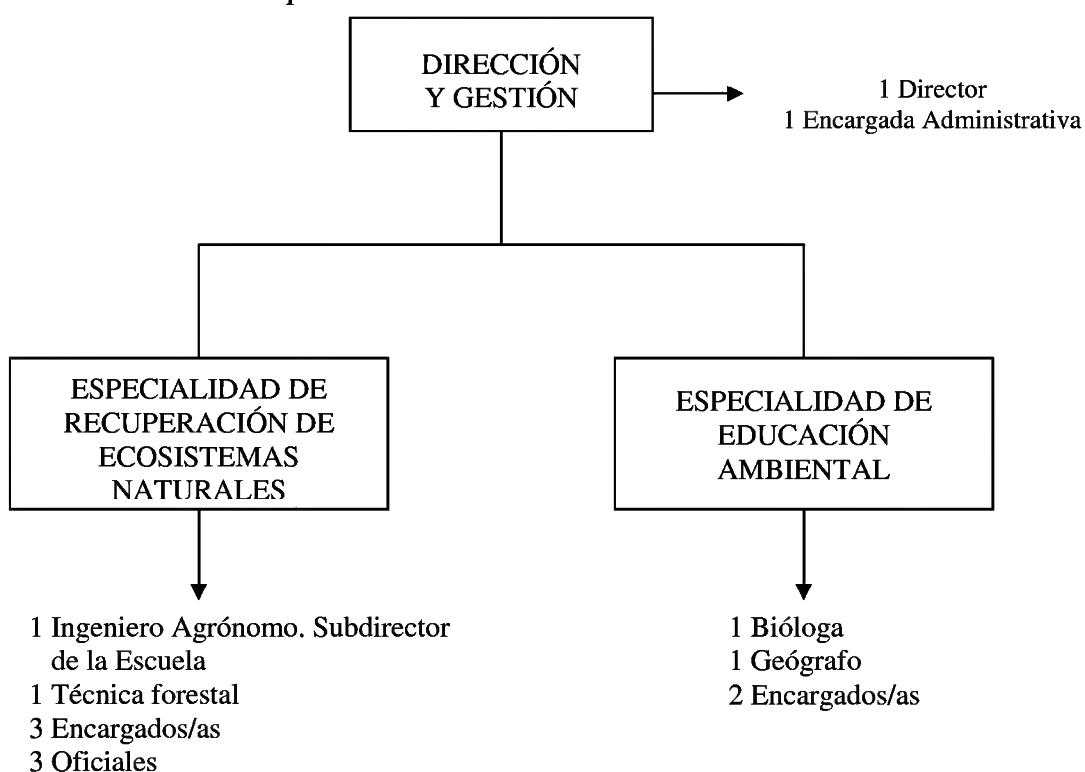 DIRECCIÓN
Y GESTIÓN
1 Director
1 Encargada Administrativa
ESPECIALIDAD DE
RECUPERACIÓN DE
ECOSISTEMAS
NATURALES
ESPECIALIDAD DE
EDUCACIÓN
AMBIENTAL
1 Ingeniero Agrónomo. Subdirector
de la Escuela
1 Técnica forestal
3 Encargados/as
3 Oficiales
1 Bióloga
1 Geógrafo
2 Encargados/as